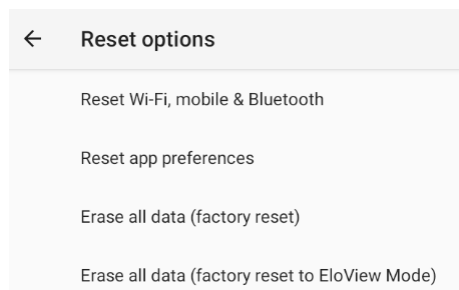 Reset options
Reset Wi-Fi, mobile & Bluetooth
Reset app preferences
Erase all data (factory reset)
Erase all data (factory reset to EloView Mode)